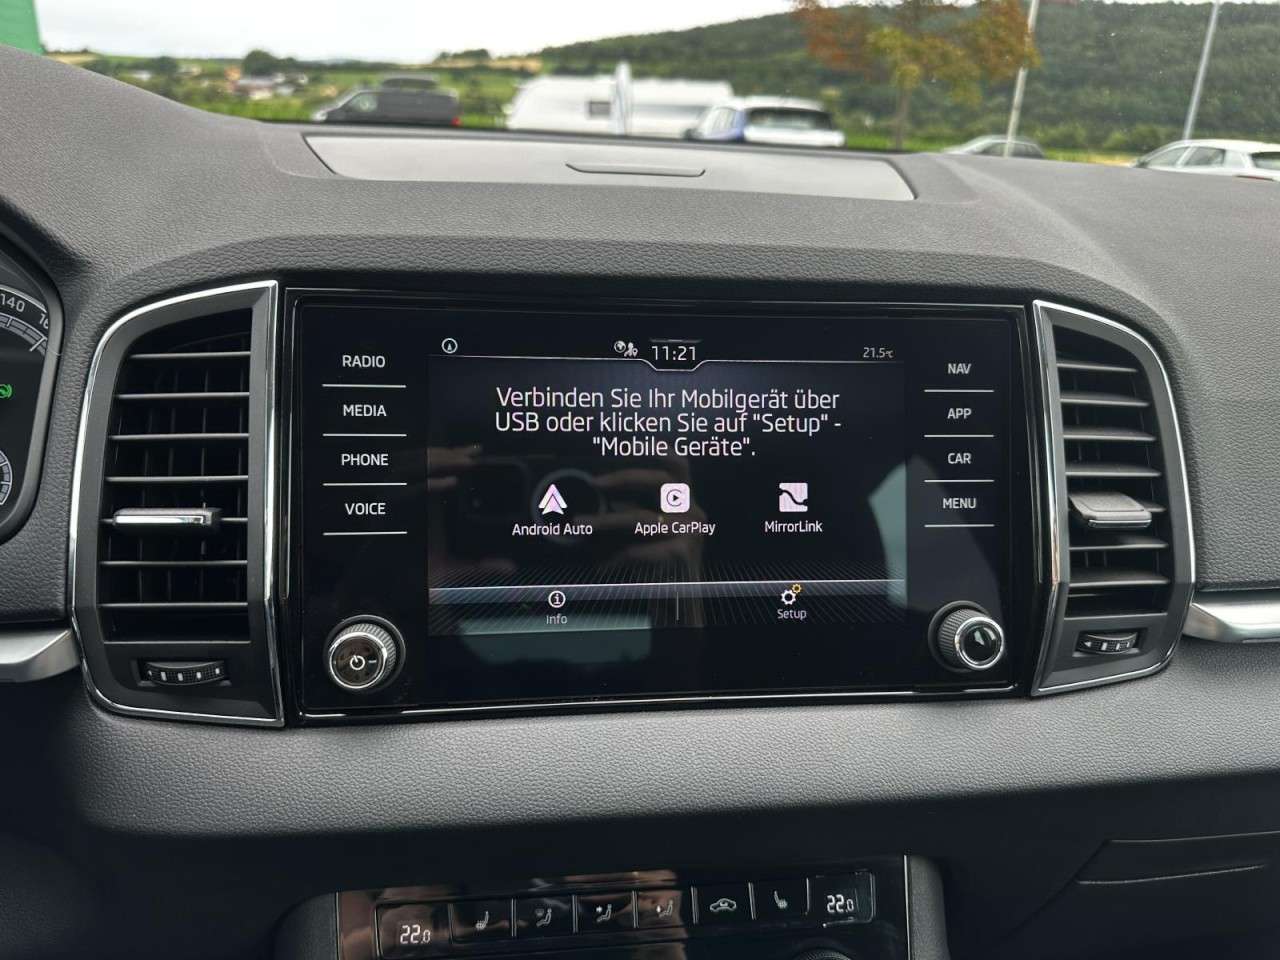 140
11:21
21.5°C
RADIO
MEDIA
PHONE
VOICE
Verbinden Sie Ihr Mobilgerät über
USB oder klicken Sie auf "Setup" -
"Mobile Geräte".
Android Auto
Apple CarPlay
MirrorLink
Info
Setup
NAV
APP
CAR
MENU
22.0
22.0